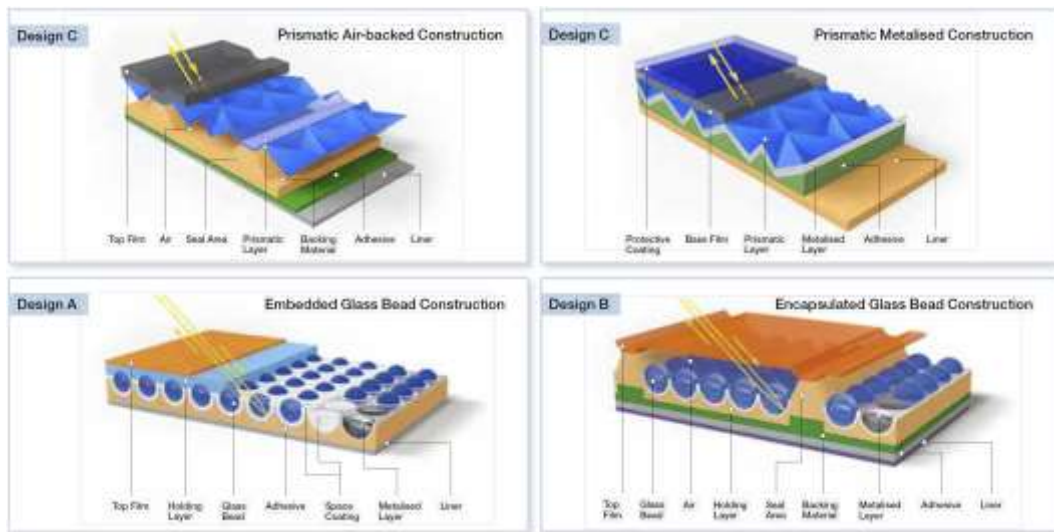 Design C
Prismatic Air-backed Construction
Top Film Air Seal Area Prismatic Layer Backing Material Adhesive Liner
Design C
Prismatic Metalised Construction
Protective Coating Base Film Prismatic Layer Metalised Layer Adhesive Liner
Design A
Embedded Glass Bead Construction
Top Film Holding Layer Glass Bead Adhesive Space Coating Metalised Layer Liner
Design B
Encapsulated Glass Bead Construction
Top Film Glass Bead Air Holding Layer Seal Area Backing Material Metalised Layer Adhesive Liner